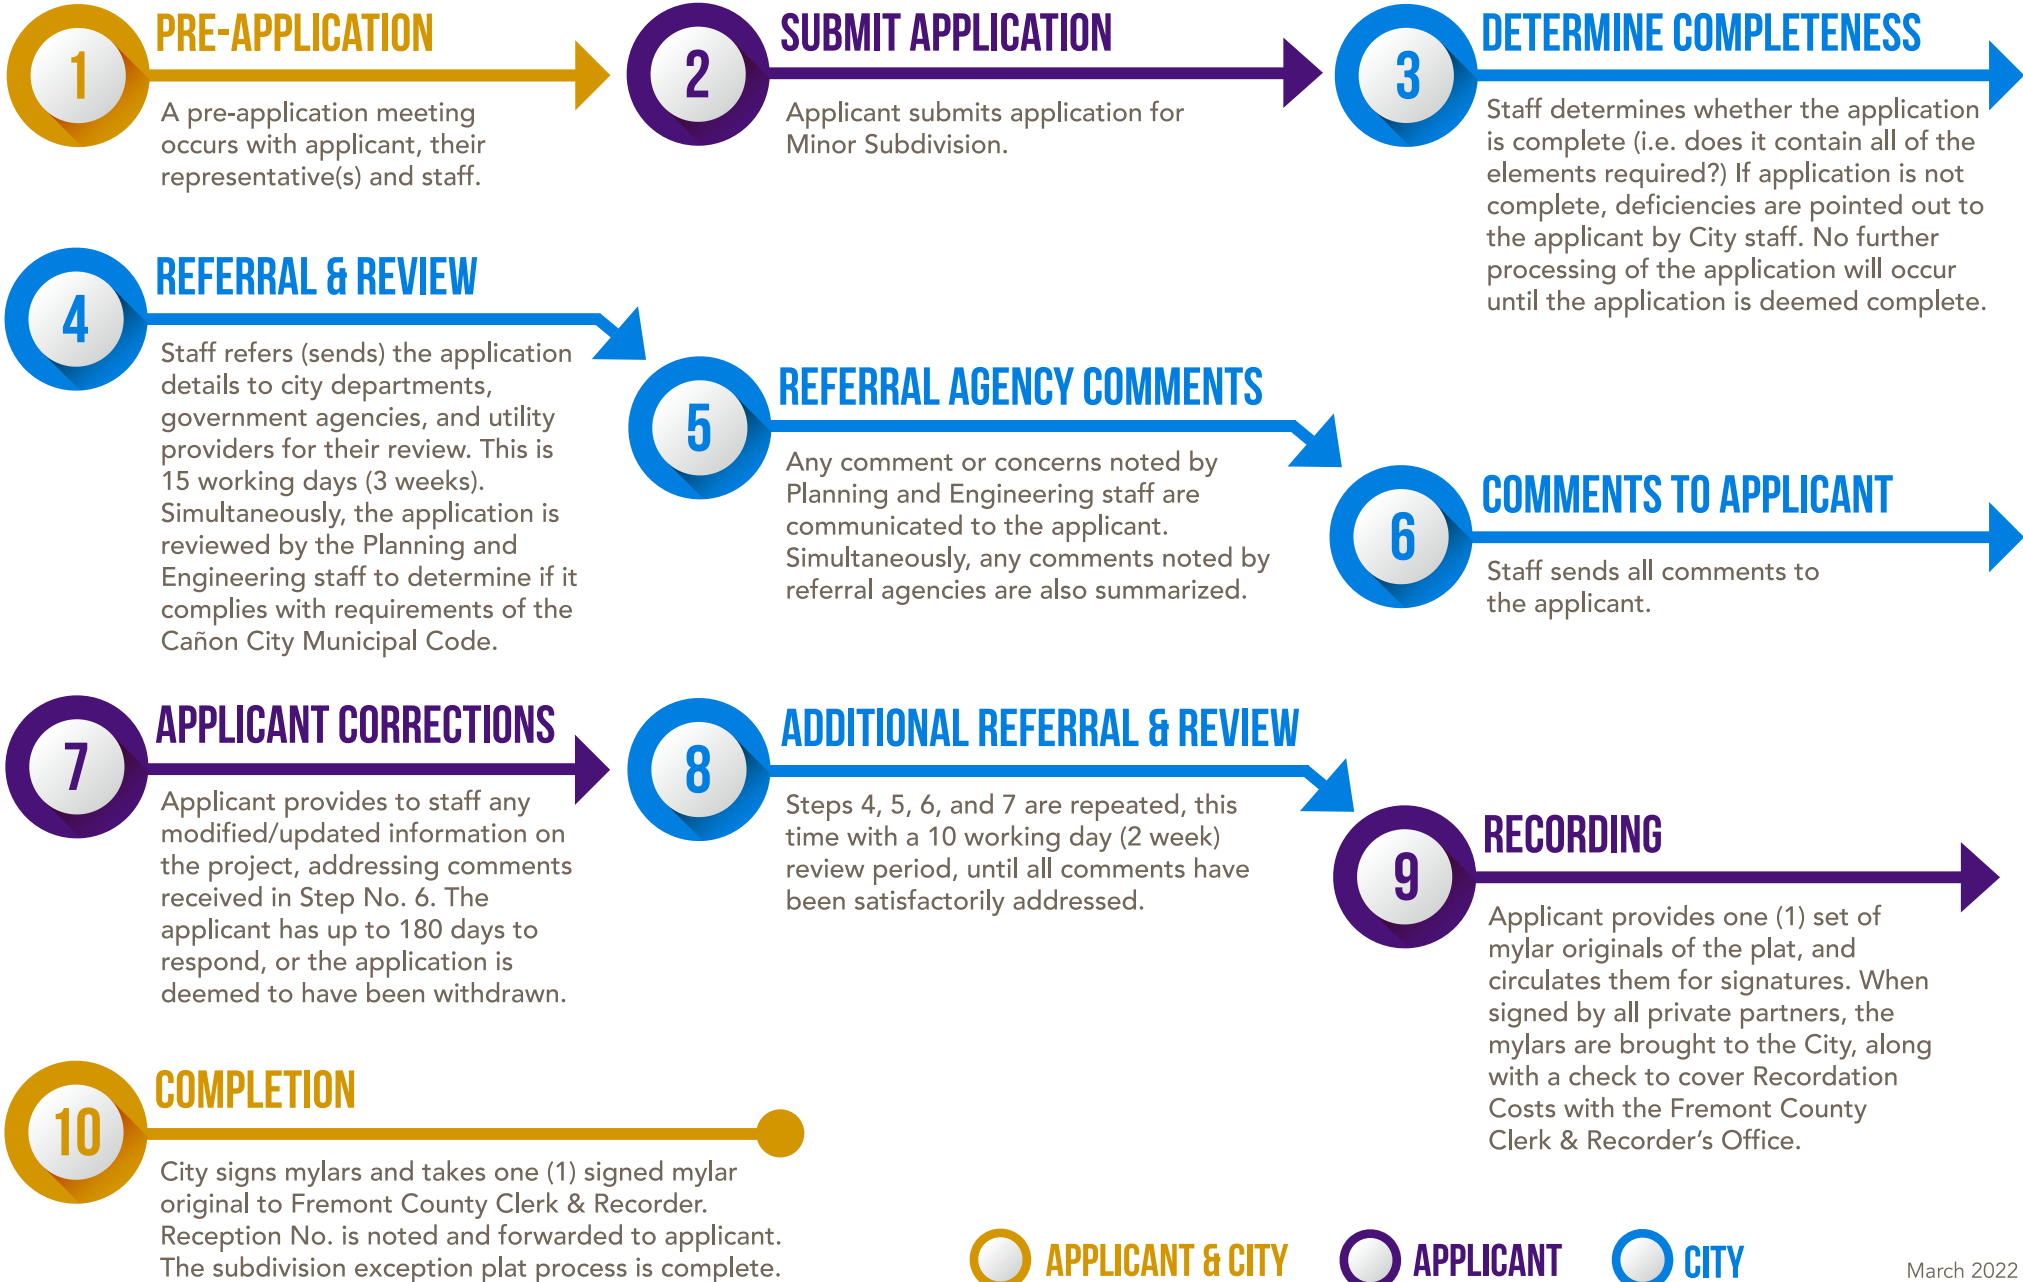 1
PRE-APPLICATION
A pre-application meeting
occurs with applicant, their
representative(s) and staff.
2
SUBMIT APPLICATION
Applicant submits application for
Minor Subdivision.
3
DETERMINE COMPLETENESS
Staff determines whether the application
is complete (i.e. does it contain all of the
elements required?) If application is not
complete, deficiencies are pointed out to
the applicant by City staff. No further
processing of the application will occur
until the application is deemed complete.
4
REFERRAL & REVIEW
Staff refers (sends) the application
details to city departments,
government agencies, and utility
providers for their review. This is
15 working days (3 weeks).
Simultaneously, the application is
reviewed by the Planning and
Engineering staff to determine if it
complies with requirements of the
Cañon City Municipal Code.
5
REFERRAL AGENCY COMMENTS
Any comment or concerns noted by
Planning and Engineering staff are
communicated to the applicant.
Simultaneously, any comments noted by
referral agencies are also summarized.
6
COMMENTS TO APPLICANT
Staff sends all comments to
the applicant.
7
APPLICANT CORRECTIONS
Applicant provides to staff any
modified/updated information on
the project, addressing comments
received in Step No. 6. The
applicant has up to 180 days to
respond, or the application is
deemed to have been withdrawn.
8
ADDITIONAL REFERRAL & REVIEW
Steps 4, 5, 6, and 7 are repeated, this
time with a 10 working day (2 week)
review period, until all comments have
been satisfactorily addressed.
9
RECORDING
Applicant provides one (1) set of
mylar originals of the plat, and
circulates them for signatures. When
signed by all private partners, the
mylars are brought to the City, along
with a check to cover Recordation
Costs with the Fremont County
Clerk & Recorder's Office.
10
COMPLETION
City signs mylars and takes one (1) signed mylar
original to Fremont County Clerk & Recorder.
Reception No. is noted and forwarded to applicant.
The subdivision exception plat process is complete.
APPLICANT & CITY
APPLICANT
CITY
March 2022